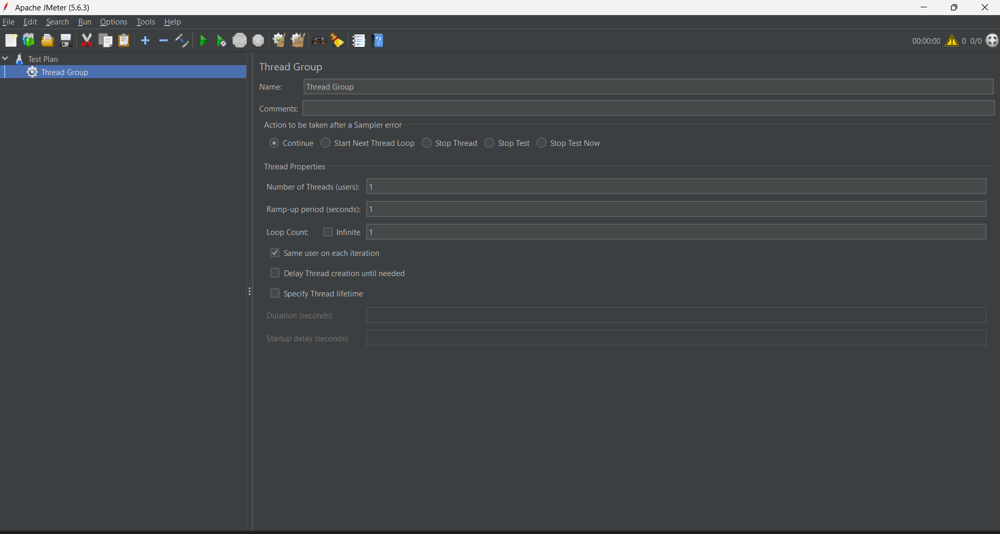 Apache JMeter (5.6.3)
File Edit Search Run Options Tools Help
STOP
?
00:00:00 0 0/0
Test Plan
Thread Group
Thread Group
Name: Thread Group
Comments:
Action to be taken after a Sampler error
Continue Start Next Thread Loop Stop Thread Stop Test Stop Test Now
Thread Properties
Number of Threads (users): 1
Ramp-up period (seconds): 1
Loop Count: Infinite 1
Same user on each iteration
Delay Thread creation until needed
Specify Thread lifetime
Duration (seconds):
Startup delay (seconds):